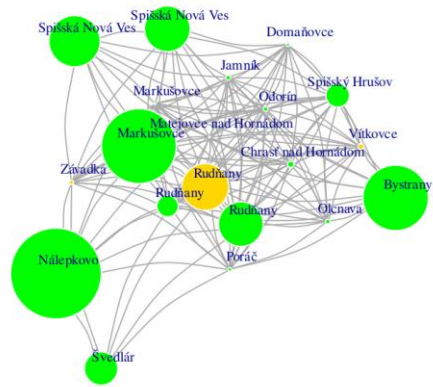 Spišská Nová Ves
Spišská Nová Ves
Domaňovce
Jamník
Spišský Hrušov
Markušovce
Odorín
Matejovce nad Hornádom
Markušovce
Vítkovce
Chrasť nad Hornádom
Závadka
Rudňany
Bystrany
Rudňany
Rudňany
Olcnava
Poráč
Nálepkovo
Švedlár